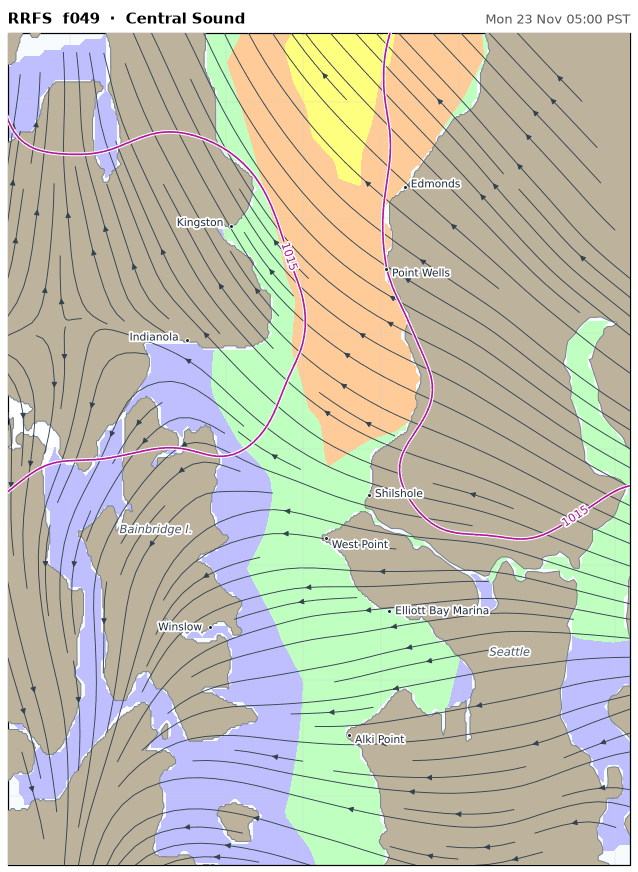 RRFS f049 · Central Sound
Mon 23 Nov 05:00 PST
Edmonds
Kingston
1015
Point Wells
Indianola
Shilshole
1015
Bainbridge I.
West Point
Elliott Bay Marina
Winslow
Seattle
Alki Point